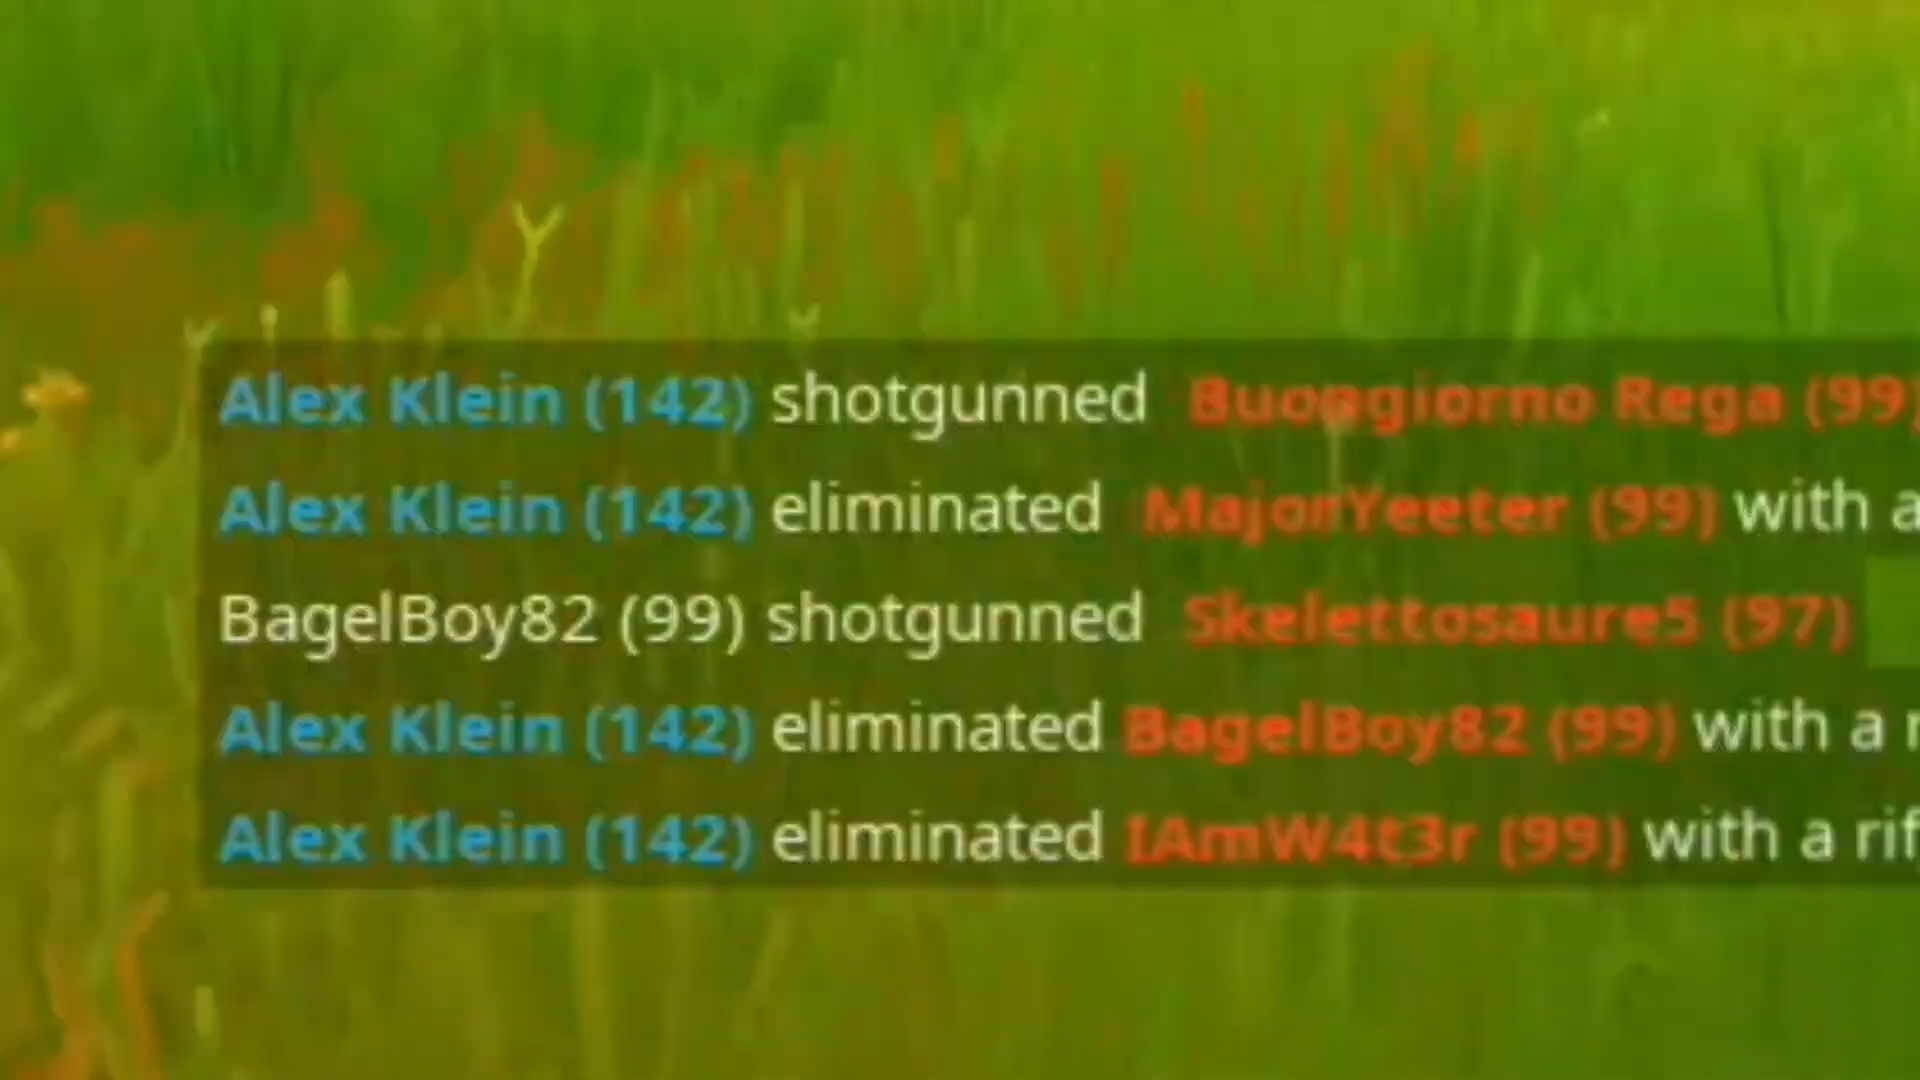 Alex Klein (142) shotgunned Buongiorno Rega (99)
Alex Klein (142) eliminated MajorYeeter (99) with a
BagelBoy82 (99) shotgunned Skelettosaure5 (97)
Alex Klein (142) eliminated BagelBoy82 (99) with a
Alex Klein (142) eliminated IAmW4t3r (99) with a rif